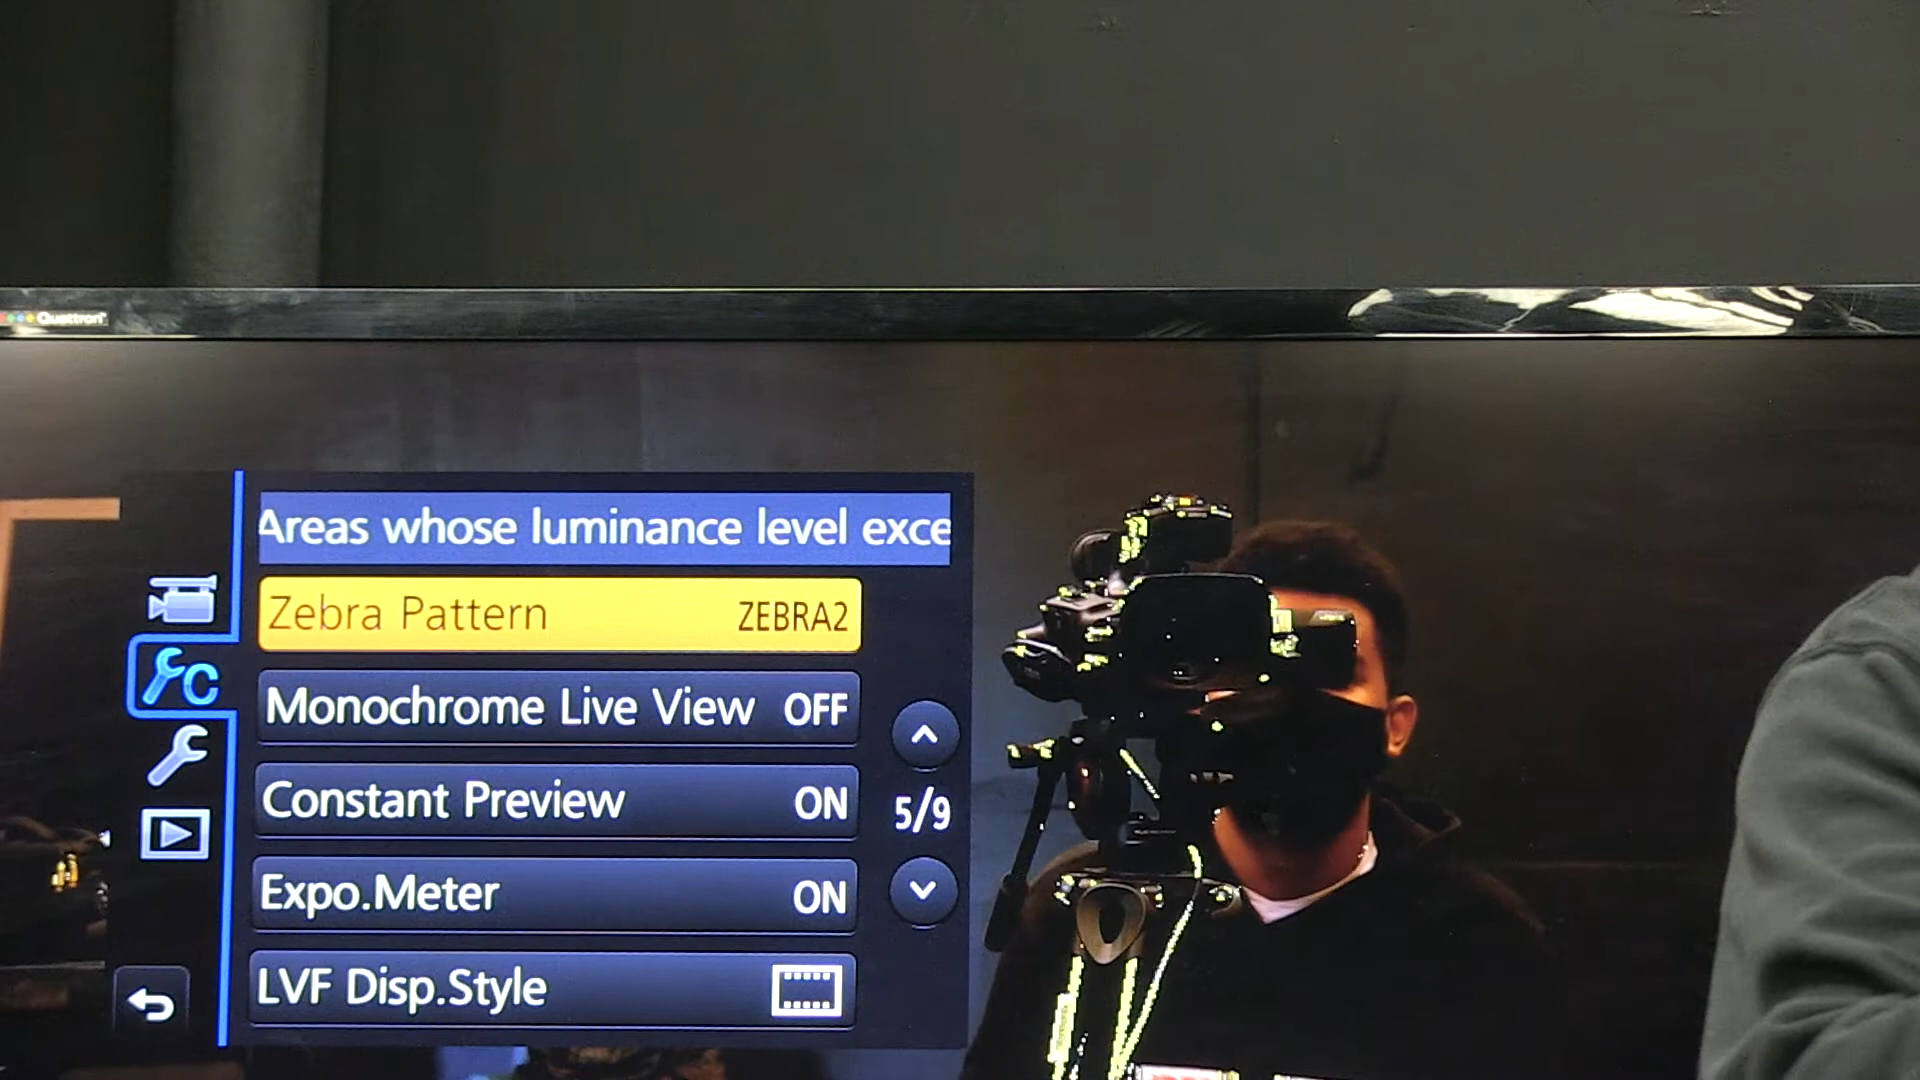 Quattron
Areas whose luminance level exce
Zebra Pattern ZEBRA2
Monochrome Live View OFF
Constant Preview ON
5/9
Expo.Meter ON
LVF Disp.Style